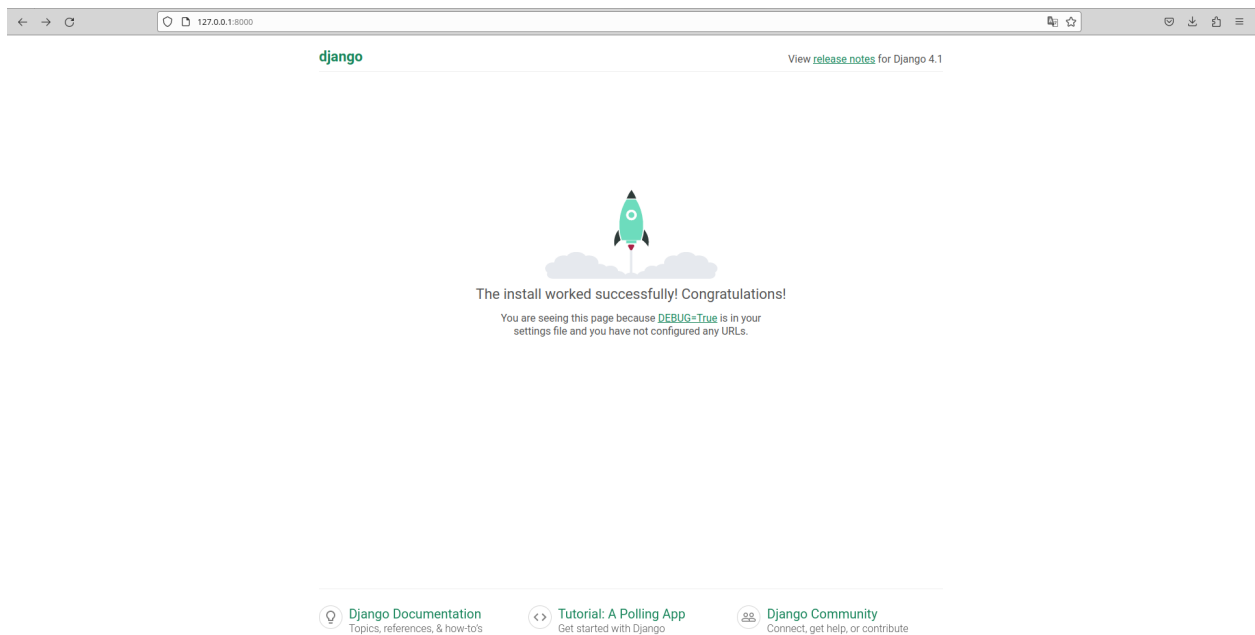 127.0.0.1:8000
django
View release notes for Django 4.1
The install worked successfully! Congratulations!
You are seeing this page because DEBUG=True is in your
settings file and you have not configured any URLs.
Django Documentation
Topics, references, & how-to's
Tutorial: A Polling App
Get started with Django
Django Community
Connect, get help, or contribute